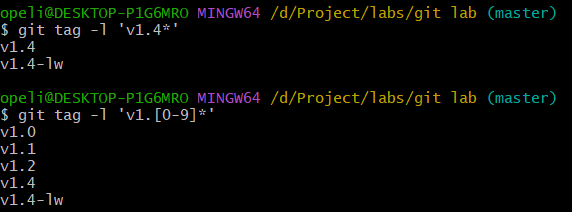 opeli@DESKTOP-P1G6MRO MINGW64 /d/Project/labs/git lab (master)
$ git tag -l 'v1.4*'
v1.4
v1.4-lw
opeli@DESKTOP-P1G6MRO MINGW64 /d/Project/labs/git lab (master)
$ git tag -l 'v1.[0-9]*'
v1.0
v1.1
v1.2
v1.4
v1.4-lw